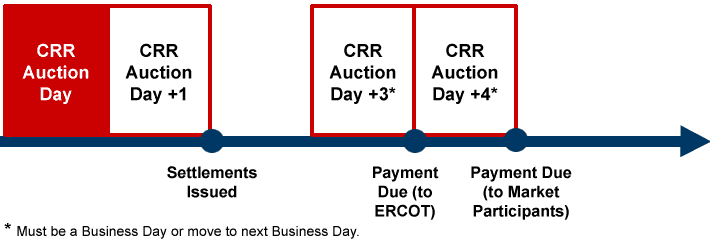 CRR
Auction
Day
CRR
Auction
Day +1
CRR
Auction
Day +3*
CRR
Auction
Day +4*
Settlements
Issued
Payment
Due (to
ERCOT)
Payment Due
(to Market
Participants)
* Must be a Business Day or move to next Business Day.